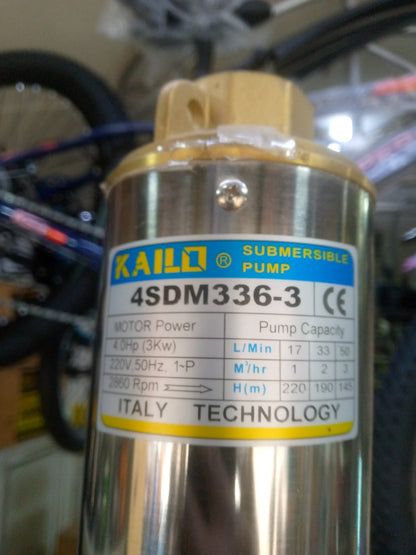 KAILO ® SUBMERSIBLE PUMP
4SDM336-3 CE
MOTOR Power Pump Capacity
4.0Hp (3Kw) L/Min 17 33 50
220V.50Hz, 1~P M³/hr 1 2 3
2860 Rpm H(m) 220 190 145
ITALY TECHNOLOGY